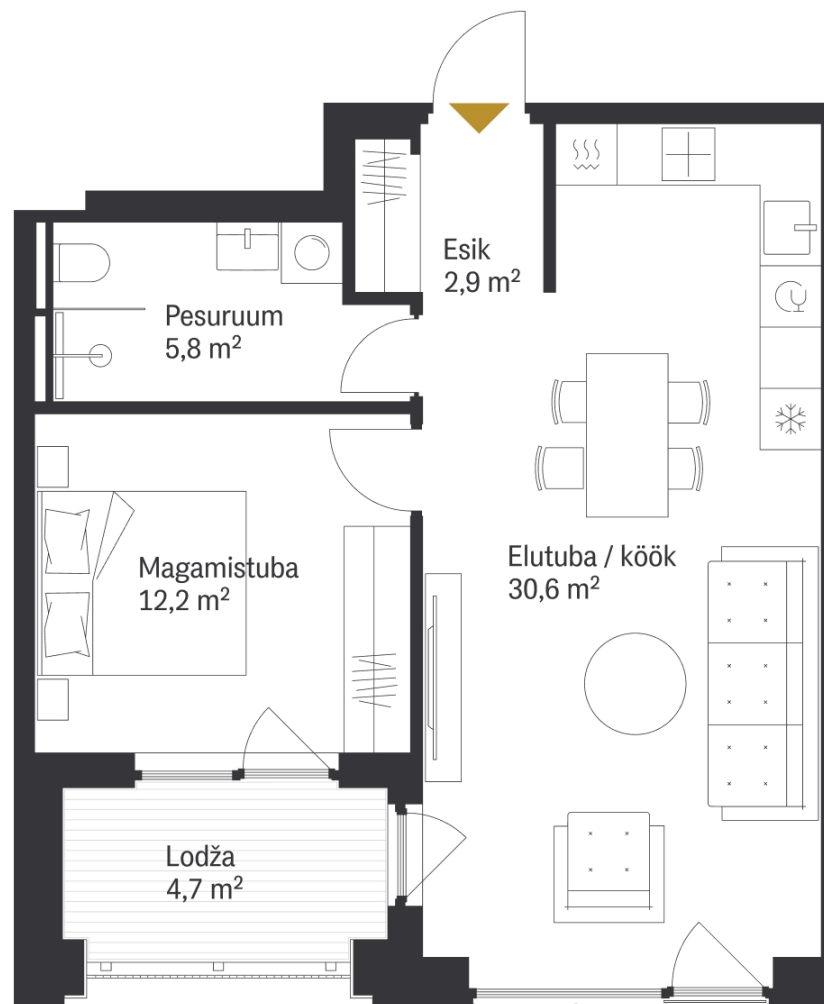 Esik
2,9 m²
Pesuruum
5,8 m²
Elutuba / köök
30,6 m²
Magamistuba
12,2 m²
Lodža
4,7 m²